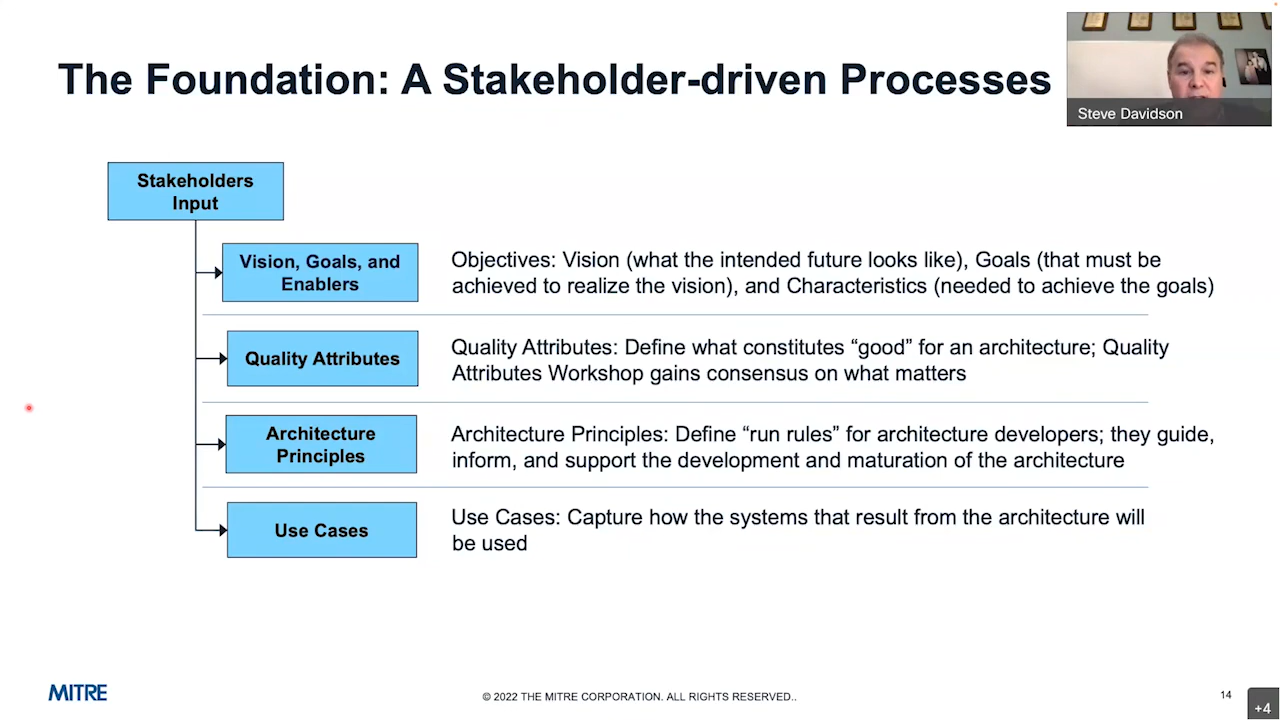 The Foundation: A Stakeholder-driven Processes
Steve Davidson
Stakeholders
Input
Vision, Goals, and
Enablers
Objectives: Vision (what the intended future looks like), Goals (that must be
achieved to realize the vision), and Characteristics (needed to achieve the goals)
Quality Attributes
Quality Attributes: Define what constitutes “good” for an architecture; Quality
Attributes Workshop gains consensus on what matters
Architecture
Principles
Architecture Principles: Define “run rules” for architecture developers; they guide,
inform, and support the development and maturation of the architecture
Use Cases
Use Cases: Capture how the systems that result from the architecture will
be used
MITRE
© 2022 THE MITRE CORPORATION. ALL RIGHTS RESERVED..
14
+4